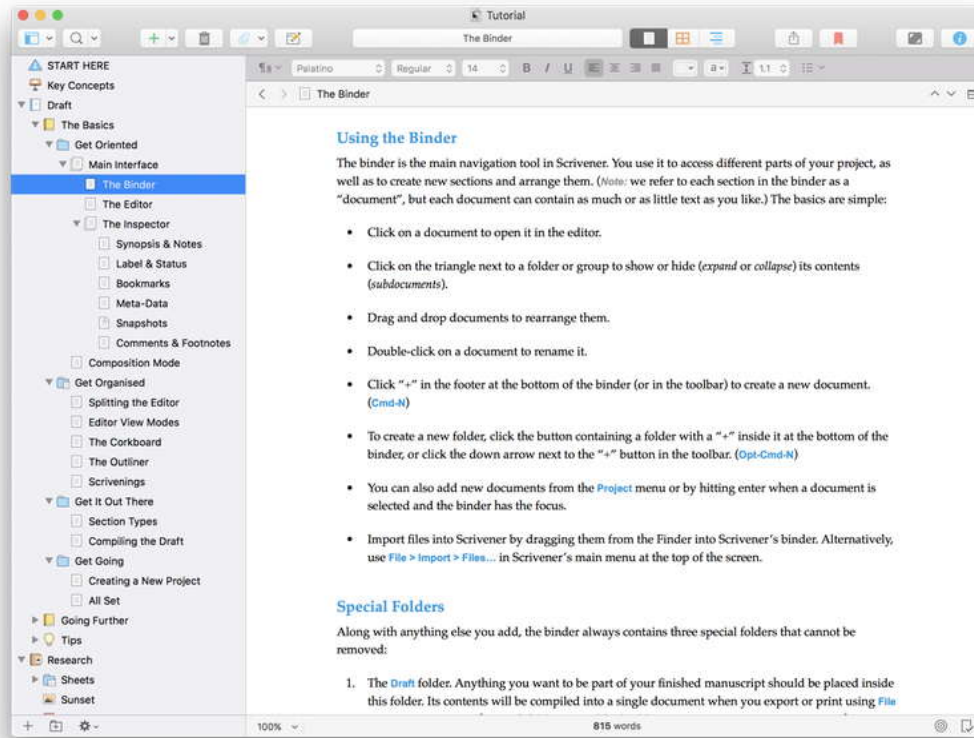 Tutorial
The Binder
START HERE
Key Concepts
Draft
The Basics
Get Oriented
Main Interface
The Binder
The Editor
The Inspector
Synopsis & Notes
Label & Status
Bookmarks
Meta-Data
Snapshots
Comments & Footnotes
Composition Mode
Get Organised
Splitting the Editor
Editor View Modes
The Corkboard
The Outliner
Scrivenings
Get It Out There
Section Types
Compiling the Draft
Get Going
Creating a New Project
All Set
Going Further
Tips
Research
Sheets
Sunset
Palatino Regular 14 B I U a 1.1
The Binder
Using the Binder
The binder is the main navigation tool in Scrivener. You use it to access different parts of your project, as
well as to create new sections and arrange them. (Note: we refer to each section in the binder as a
“document”, but each document can contain as much or as little text as you like.) The basics are simple:
• Click on a document to open it in the editor.
• Click on the triangle next to a folder or group to show or hide (expand or collapse) its contents
(subdocuments).
• Drag and drop documents to rearrange them.
• Double-click on a document to rename it.
• Click “+” in the footer at the bottom of the binder (or in the toolbar) to create a new document.
(Cmd-N)
• To create a new folder, click the button containing a folder with a “+” inside it at the bottom of the
binder, or click the down arrow next to the “+” button in the toolbar. (Opt-Cmd-N)
• You can also add new documents from the Project menu or by hitting enter when a document is
selected and the binder has the focus.
• Import files into Scrivener by dragging them from the Finder into Scrivener’s binder. Alternatively,
use File > Import > Files... in Scrivener’s main menu at the top of the screen.
Special Folders
Along with anything else you add, the binder always contains three special folders that cannot be
removed:
1. The Draft folder. Anything you want to be part of your finished manuscript should be placed inside
this folder. Its contents will be compiled into a single document when you export or print using File
100%
815 words